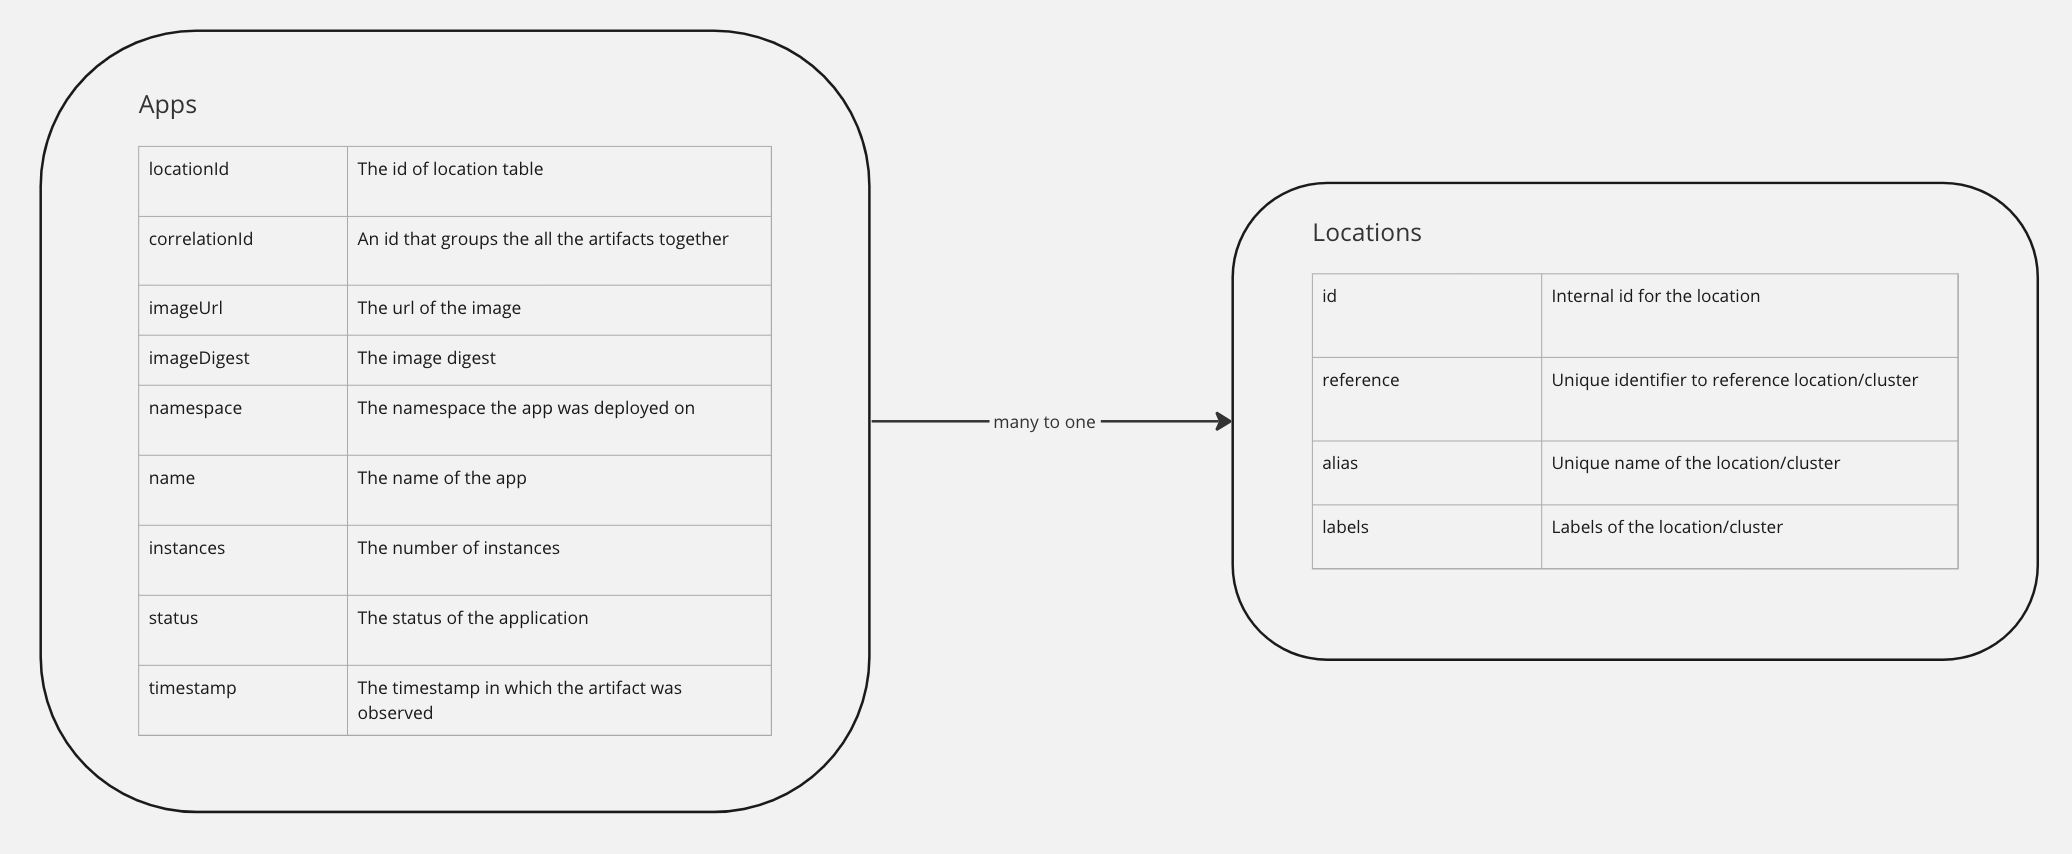 Apps
locationId The id of location table
correlationId An id that groups the all the artifacts together
imageUrl The url of the image
imageDigest The image digest
namespace The namespace the app was deployed on
name The name of the app
instances The number of instances
status The status of the application
timestamp The timestamp in which the artifact was
observed
many to one
Locations
id Internal id for the location
reference Unique identifier to reference location/cluster
alias Unique name of the location/cluster
labels Labels of the location/cluster